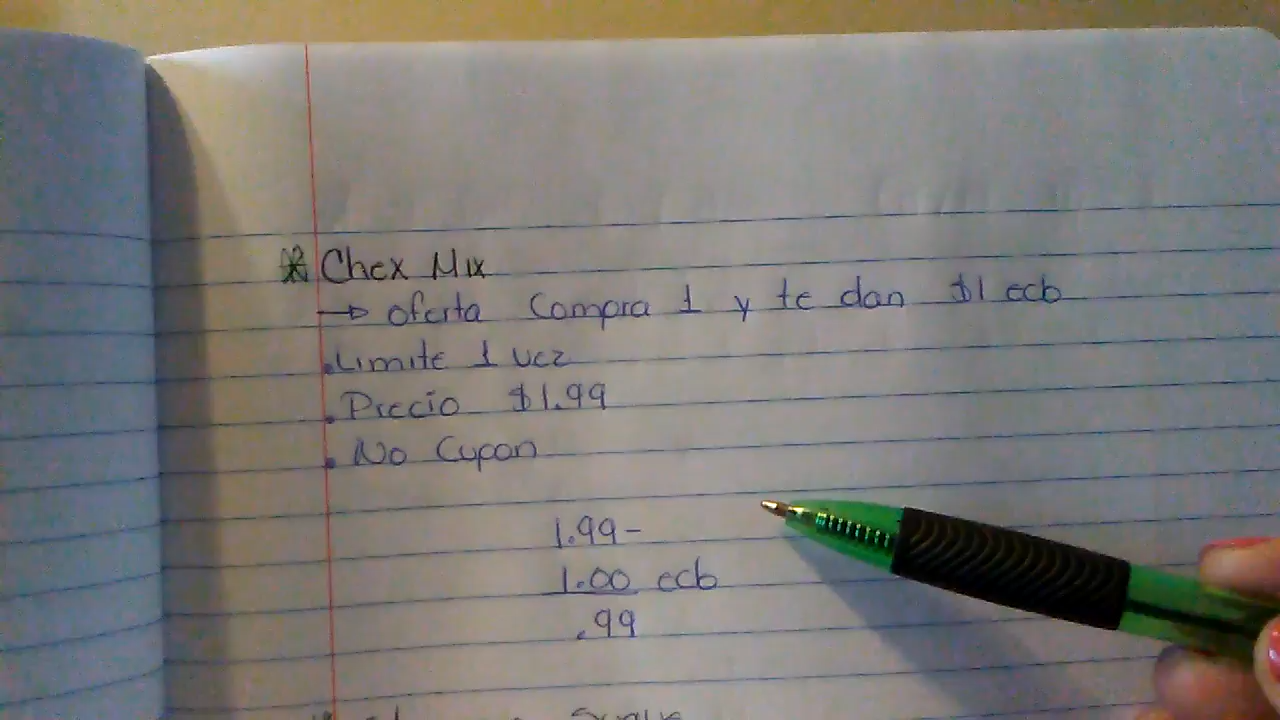 * Chex Mix
→ oferta Compra 1 y te dan $1 ecb
. Limite 1 vez
. Precio $1.99
. No Cupon
1.99-
1.00 ecb
.99